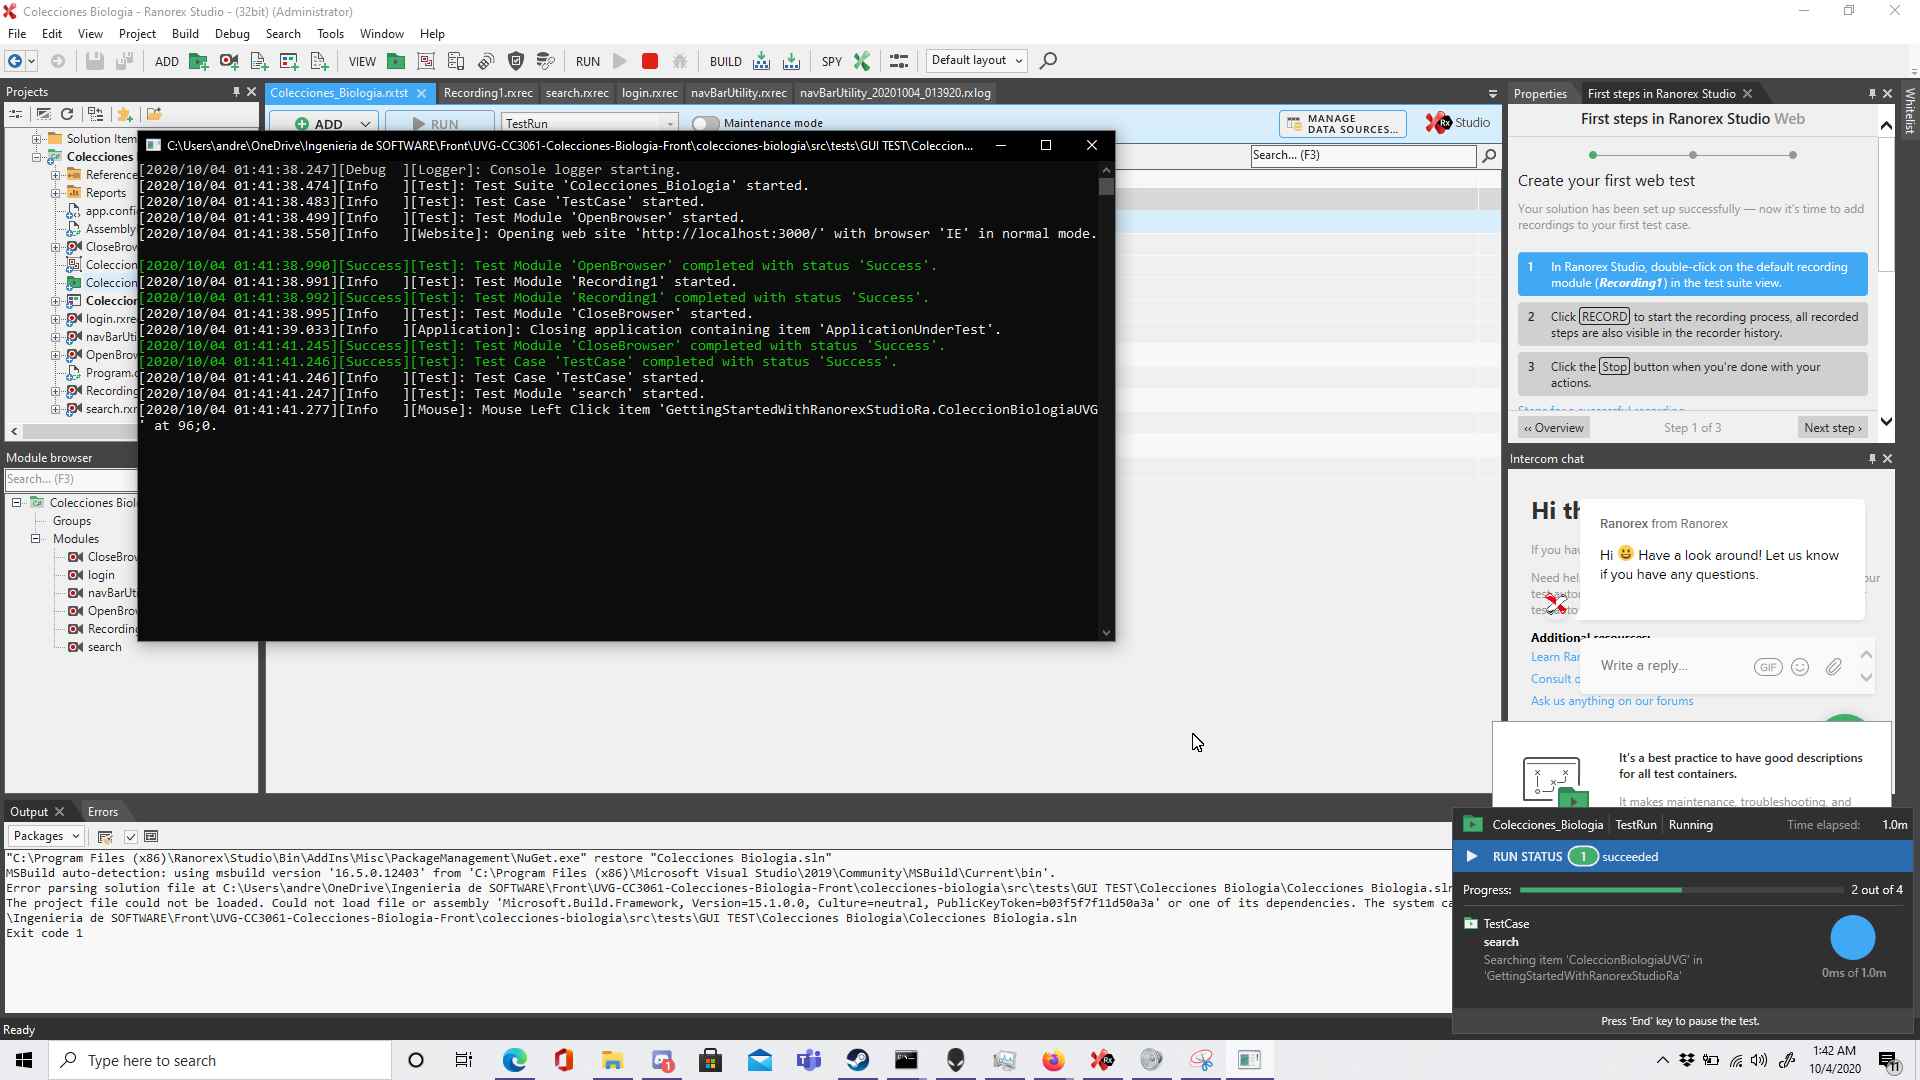 Colecciones Biologia - Ranorex Studio - (32bit) (Administrator)
File Edit View Project Build Debug Search Tools Window Help
ADD VIEW RUN BUILD SPY Default layout
Projects
Colecciones_Biologia.rxtst Recording1.rxrec search.rxrec login.rxrec navBarUtility.rxrec navBarUtility_20201004_013920.rxlog
ADD RUN TestRun Maintenance mode
MANAGE
DATA SOURCES...
Rx Studio
Search... (F3)
Solution Item
Colecciones
Reference
Reports
app.confi
Assembly
CloseBrow
Coleccion
Coleccion
Coleccion
login.rxre
navBarUti
OpenBrow
Program.c
Recording
search.rxr
C:\Users\andre\OneDrive\Ingenieria de SOFTWARE\Front\UVG-CC3061-Colecciones-Biologia-Front\colecciones-biologia\src\tests\GUI TEST\Coleccion...
[2020/10/04 01:41:38.247][Debug  ][Logger]: Console logger starting.
[2020/10/04 01:41:38.474][Info   ][Test]: Test Suite 'Colecciones_Biologia' started.
[2020/10/04 01:41:38.483][Info   ][Test]: Test Case 'TestCase' started.
[2020/10/04 01:41:38.499][Info   ][Test]: Test Module 'OpenBrowser' started.
[2020/10/04 01:41:38.550][Info   ][Website]: Opening web site 'http://localhost:3000/' with browser 'IE' in normal mode.
[2020/10/04 01:41:38.990][Success][Test]: Test Module 'OpenBrowser' completed with status 'Success'.
[2020/10/04 01:41:38.991][Info   ][Test]: Test Module 'Recording1' started.
[2020/10/04 01:41:38.992][Success][Test]: Test Module 'Recording1' completed with status 'Success'.
[2020/10/04 01:41:38.995][Info   ][Test]: Test Module 'CloseBrowser' started.
[2020/10/04 01:41:39.033][Info   ][Application]: Closing application containing item 'ApplicationUnderTest'.
[2020/10/04 01:41:41.245][Success][Test]: Test Module 'CloseBrowser' completed with status 'Success'.
[2020/10/04 01:41:41.246][Success][Test]: Test Case 'TestCase' completed with status 'Success'.
[2020/10/04 01:41:41.246][Info   ][Test]: Test Case 'TestCase' started.
[2020/10/04 01:41:41.247][Info   ][Test]: Test Module 'search' started.
[2020/10/04 01:41:41.277][Info   ][Mouse]: Mouse Left Click item 'GettingStartedWithRanorexStudioRa.ColeccionBiologiaUVG
' at 96;0.
Module browser
Search... (F3)
Colecciones Biol
Groups
Modules
CloseBrow
login
navBarUt
OpenBrow
Recording
search
Properties First steps in Ranorex Studio
Whitelist
First steps in Ranorex Studio Web
Create your first web test
Your solution has been set up successfully — now it's time to add
recordings to your first test case.
1 In Ranorex Studio, double-click on the default recording
module (Recording1) in the test suite view.
2 Click RECORD to start the recording process, all recorded
steps are also visible in the recorder history.
3 Click the Stop button when you're done with your
actions.
Steps for a successful recording
‹‹ Overview Step 1 of 3 Next step ›
Intercom chat
Hi th
Ranorex from Ranorex
Hi 😀 Have a look around! Let us know
if you have any questions.
If you hav
Need hel
Additional resources:
Learn Ran
Consult o
Ask us anything on our forums
Write a reply...
GIF
It's a best practice to have good descriptions
for all test containers.
It makes maintenance, troubleshooting, and
Output Errors
Packages
"C:\Program Files (x86)\Ranorex\Studio\Bin\AddIns\Misc\PackageManagement\NuGet.exe" restore "Colecciones Biologia.sln"
MSBuild auto-detection: using msbuild version '16.5.0.12403' from 'C:\Program Files (x86)\Microsoft Visual Studio\2019\Community\MSBuild\Current\bin'.
Error parsing solution file at C:\Users\andre\OneDrive\Ingenieria de SOFTWARE\Front\UVG-CC3061-Colecciones-Biologia-Front\colecciones-biologia\src\tests\GUI TEST\Colecciones Biologia\Colecciones Biologia.sln
The project file could not be loaded. Could not load file or assembly 'Microsoft.Build.Framework, Version=15.1.0.0, Culture=neutral, PublicKeyToken=b03f5f7f11d50a3a' or one of its dependencies. The system ca
\Ingenieria de SOFTWARE\Front\UVG-CC3061-Colecciones-Biologia-Front\colecciones-biologia\src\tests\GUI TEST\Colecciones Biologia\Colecciones Biologia.sln
Exit code 1
Colecciones_Biologia TestRun Running Time elapsed: 1.0m
RUN STATUS 1 succeeded
Progress: 2 out of 4
TestCase
search
Searching item 'ColeccionBiologiaUVG' in
'GettingStartedWithRanorexStudioRa'
0ms of 1.0m
Press 'End' key to pause the test.
Ready
Type here to search
1:42 AM
10/4/2020
11